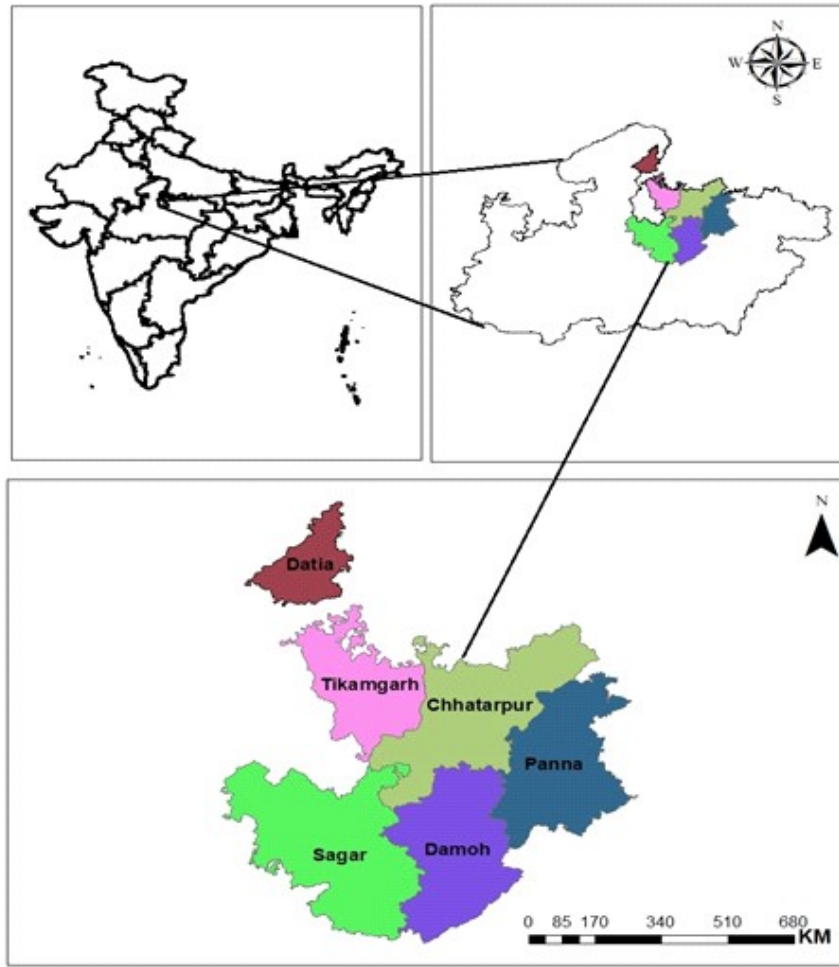 N
W E
S
N
Datia
Tikamgarh
Chhatarpur
Panna
Sagar
Damoh
0 85 170 340 510 680
KM